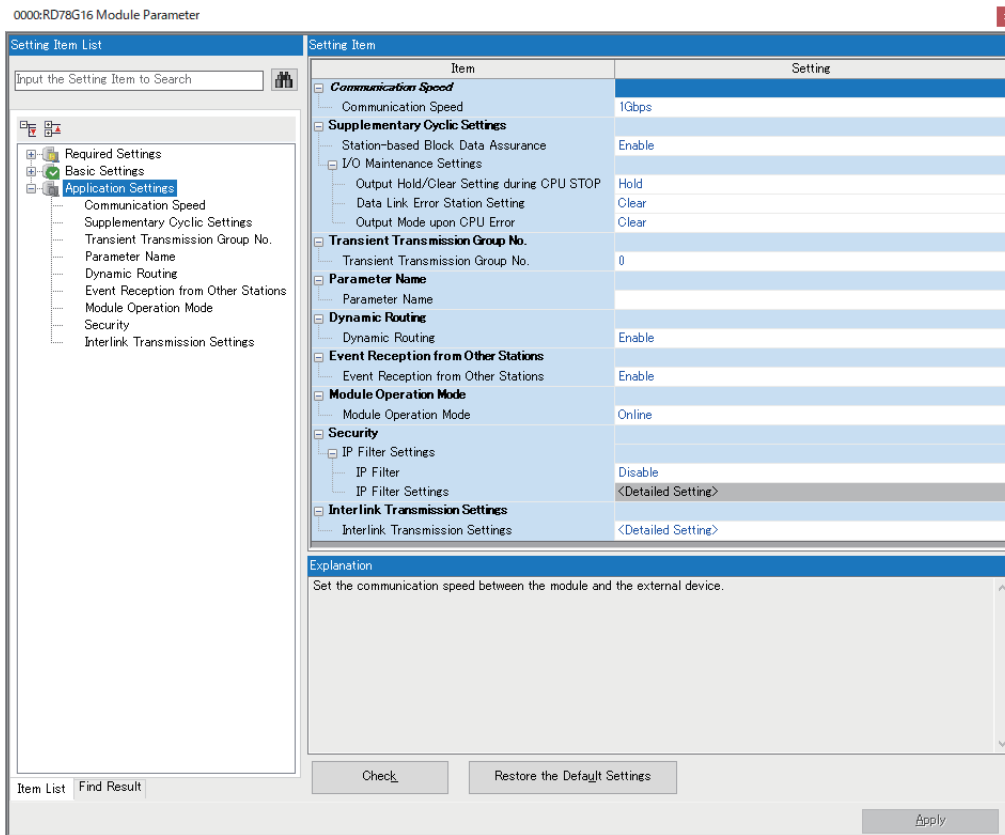 0000:RD78G16 Module Parameter
Setting Item List
Input the Setting Item to Search
Required Settings
Basic Settings
Application Settings
Communication Speed
Supplementary Cyclic Settings
Transient Transmission Group No.
Parameter Name
Dynamic Routing
Event Reception from Other Stations
Module Operation Mode
Security
Interlink Transmission Settings
Item List Find Result
Setting Item
Item Setting
Communication Speed
Communication Speed 1Gbps
Supplementary Cyclic Settings
Station-based Block Data Assurance Enable
I/O Maintenance Settings
Output Hold/Clear Setting during CPU STOP Hold
Data Link Error Station Setting Clear
Output Mode upon CPU Error Clear
Transient Transmission Group No.
Transient Transmission Group No. 0
Parameter Name
Parameter Name
Dynamic Routing
Dynamic Routing Enable
Event Reception from Other Stations
Event Reception from Other Stations Enable
Module Operation Mode
Module Operation Mode Online
Security
IP Filter Settings
IP Filter Disable
IP Filter Settings <Detailed Setting>
Interlink Transmission Settings
Interlink Transmission Settings <Detailed Setting>
Explanation
Set the communication speed between the module and the external device.
Check Restore the Default Settings
Apply